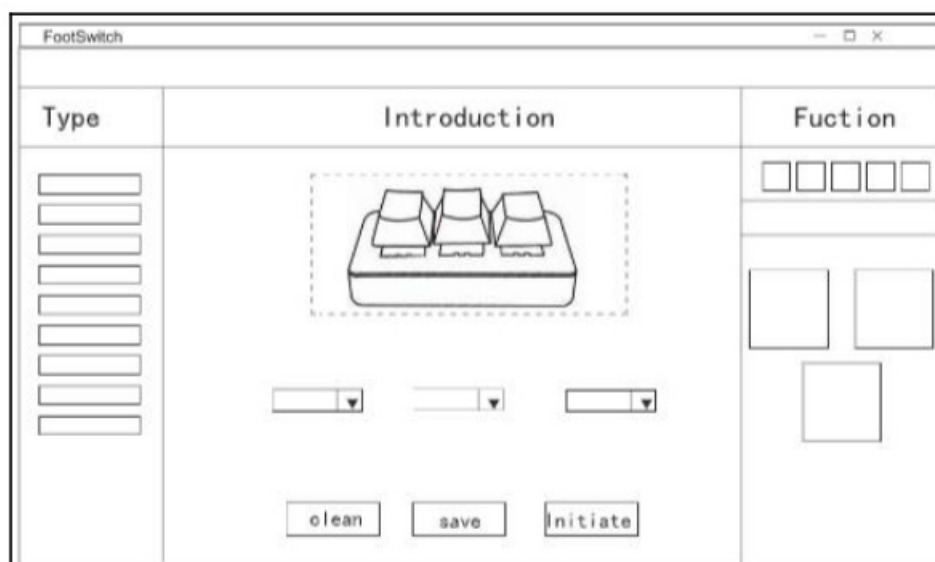 FootSwitch
Type
Introduction
Fuction
clean
save
Initiate